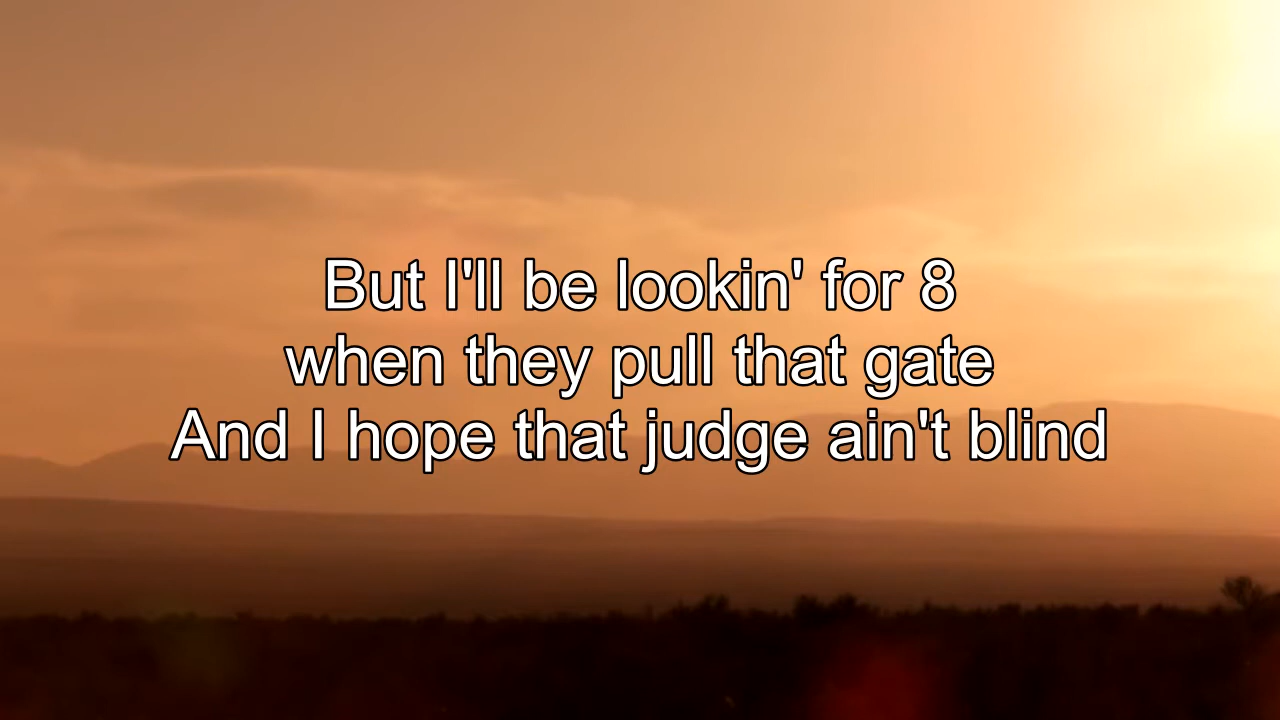 But I'll be lookin' for 8
when they pull that gate
And I hope that judge ain't blind